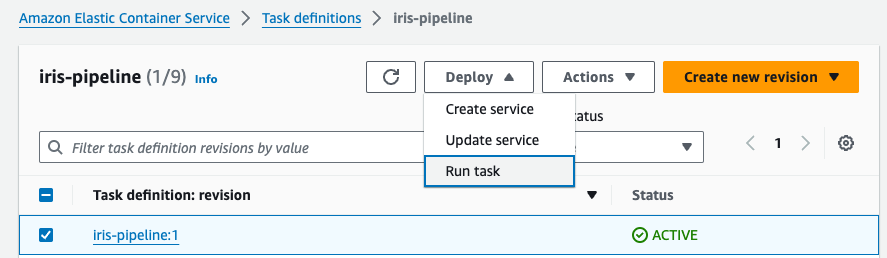 Amazon Elastic Container Service > Task definitions > iris-pipeline
iris-pipeline (1/9) Info Deploy Actions Create new revision
Create service
Update service
Run task
Filter task definition revisions by value 1
Task definition: revision Status
iris-pipeline:1 ACTIVE